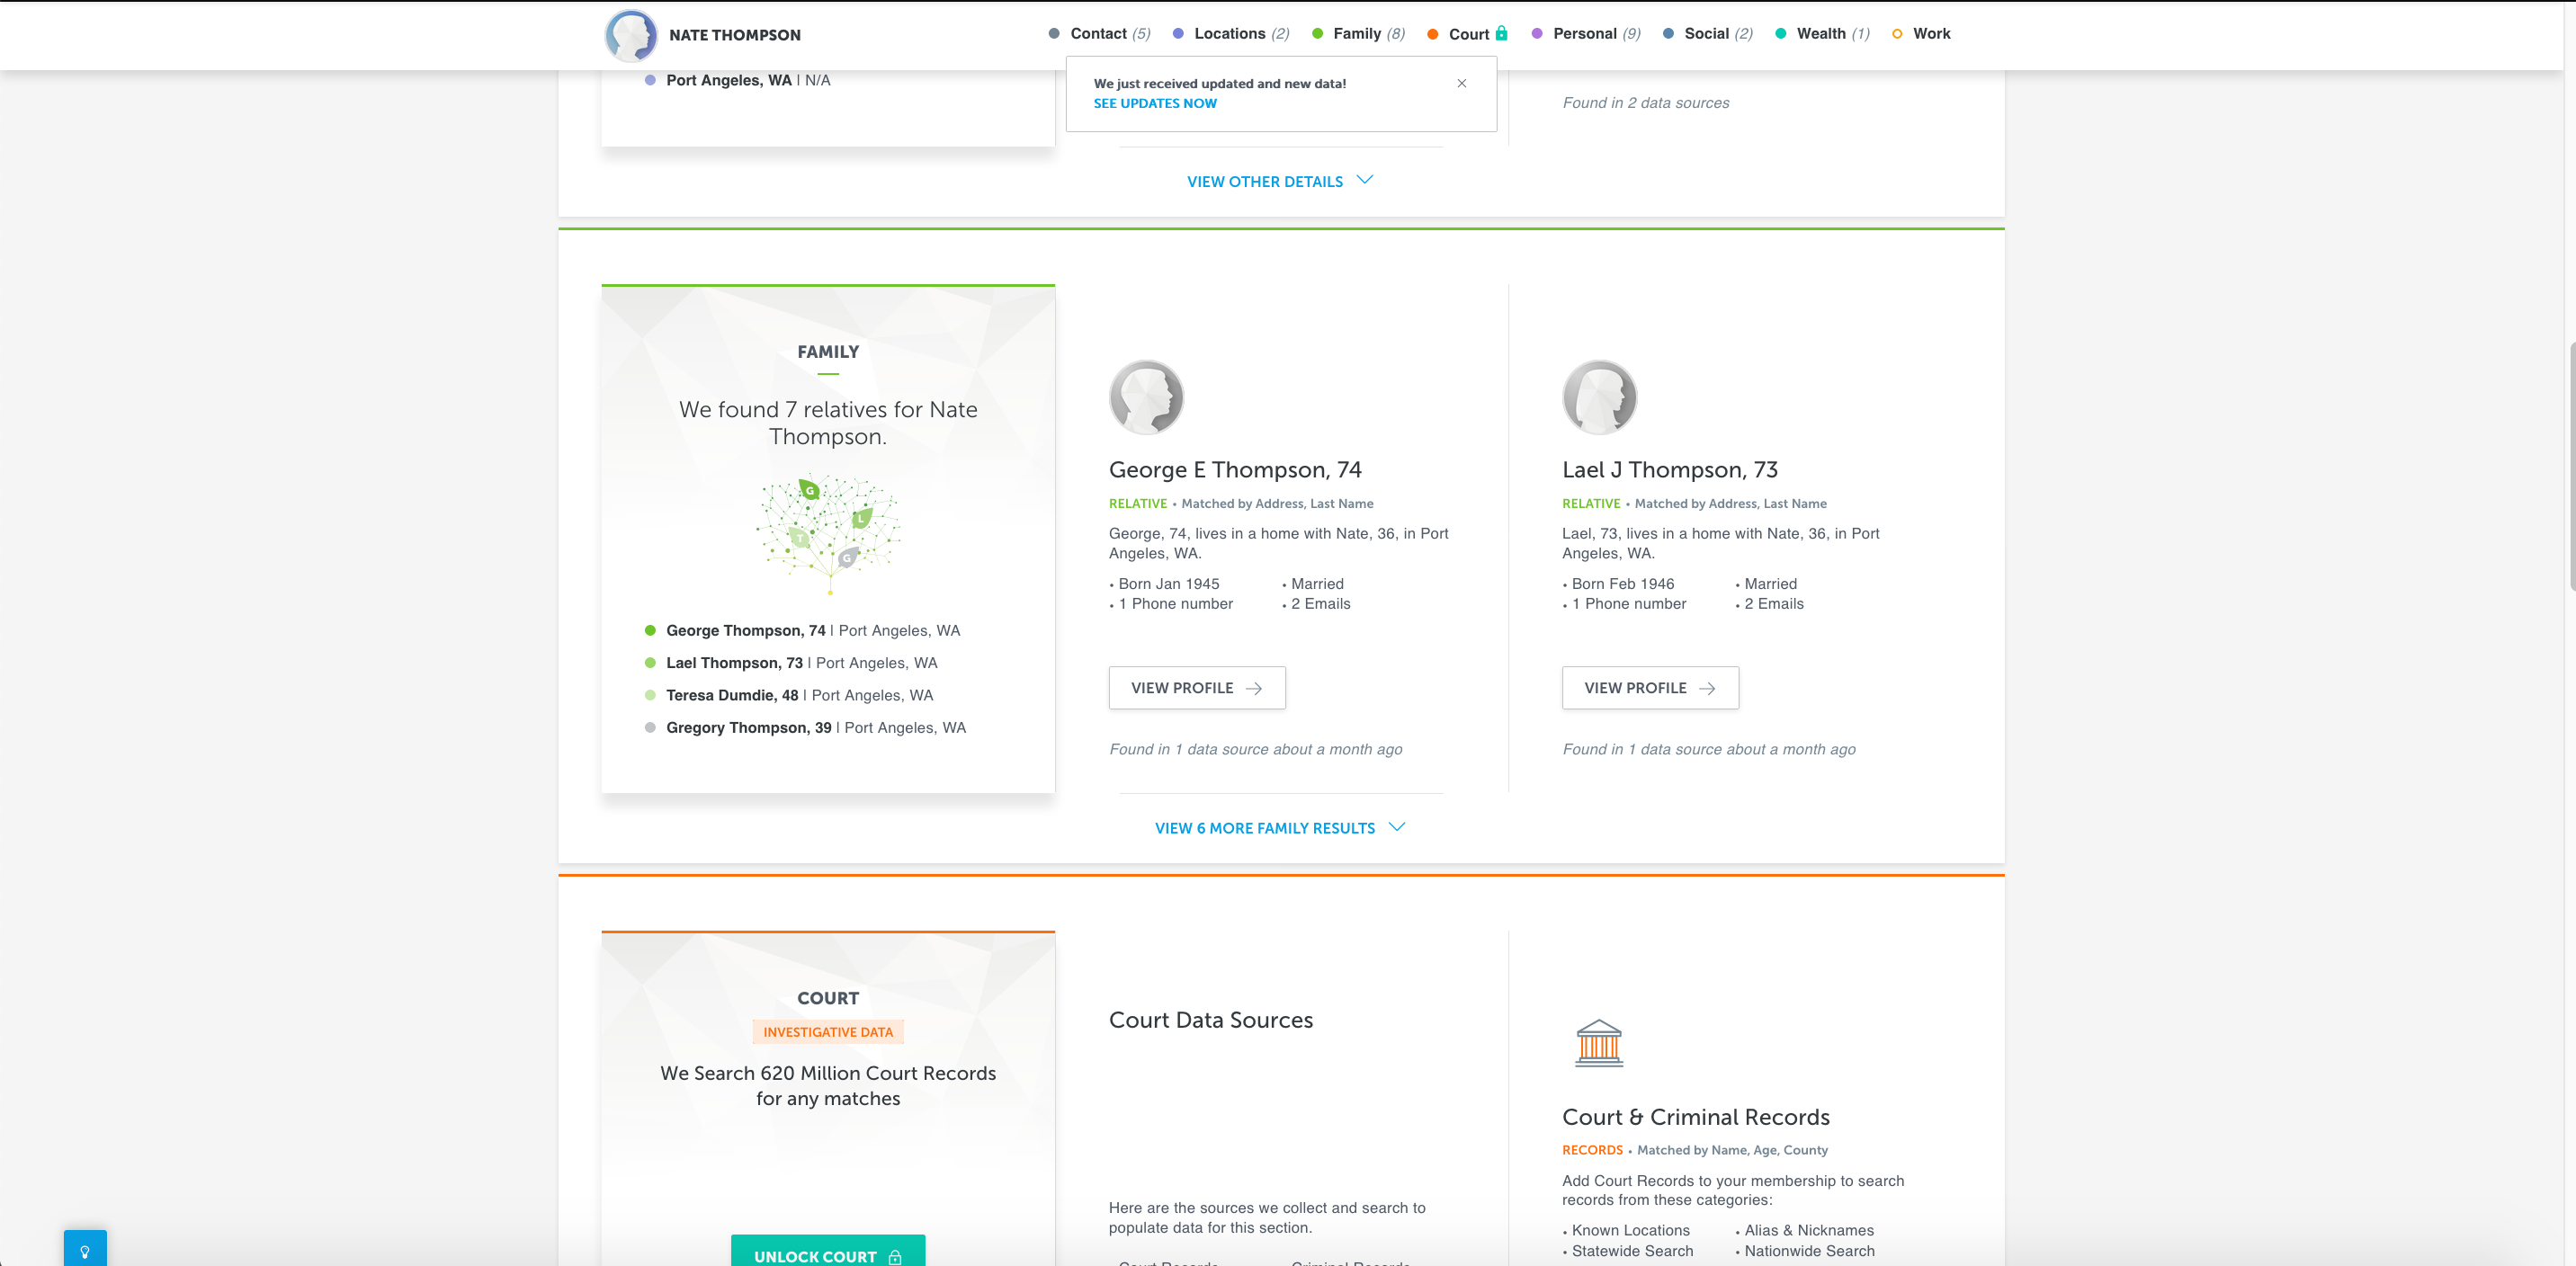 NATE THOMPSON
Contact (5)
Locations (2)
Family (8)
Court
Personal (9)
Social (2)
Wealth (1)
Work
Port Angeles, WA | N/A
We just received updated and new data!
SEE UPDATES NOW
Found in 2 data sources
VIEW OTHER DETAILS
FAMILY
We found 7 relatives for Nate
Thompson.
G
L
T
G
George Thompson, 74 | Port Angeles, WA
Lael Thompson, 73 | Port Angeles, WA
Teresa Dumdie, 48 | Port Angeles, WA
Gregory Thompson, 39 | Port Angeles, WA
George E Thompson, 74
RELATIVE • Matched by Address, Last Name
George, 74, lives in a home with Nate, 36, in Port
Angeles, WA.
• Born Jan 1945
• Married
• 1 Phone number
• 2 Emails
VIEW PROFILE
Found in 1 data source about a month ago
Lael J Thompson, 73
RELATIVE • Matched by Address, Last Name
Lael, 73, lives in a home with Nate, 36, in Port
Angeles, WA.
• Born Feb 1946
• Married
• 1 Phone number
• 2 Emails
VIEW PROFILE
Found in 1 data source about a month ago
VIEW 6 MORE FAMILY RESULTS
COURT
INVESTIGATIVE DATA
We Search 620 Million Court Records
for any matches
UNLOCK COURT
Court Data Sources
Here are the sources we collect and search to
populate data for this section.
Court Records
Criminal Records
Court & Criminal Records
RECORDS • Matched by Name, Age, County
Add Court Records to your membership to search
records from these categories:
• Known Locations
• Alias & Nicknames
• Statewide Search
• Nationwide Search